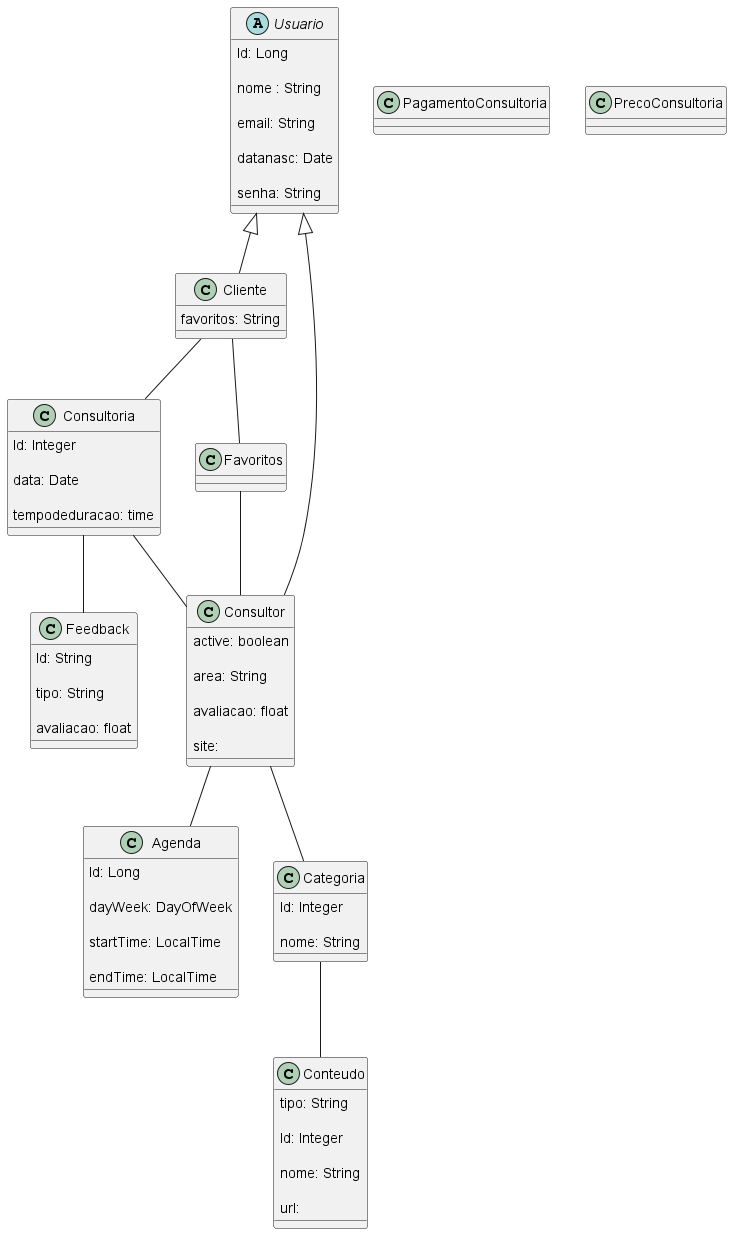 A Usuario
Id: Long
nome : String
email: String
datanasc: Date
senha: String
C PagamentoConsultoria
C PrecoConsultoria
C Cliente
favoritos: String
C Consultoria
Id: Integer
data: Date
tempodeduracao: time
C Favoritos
C Feedback
Id: String
tipo: String
avaliacao: float
C Consultor
active: boolean
area: String
avaliacao: float
site:
C Agenda
Id: Long
dayWeek: DayOfWeek
startTime: LocalTime
endTime: LocalTime
C Categoria
Id: Integer
nome: String
C Conteudo
tipo: String
Id: Integer
nome: String
url: